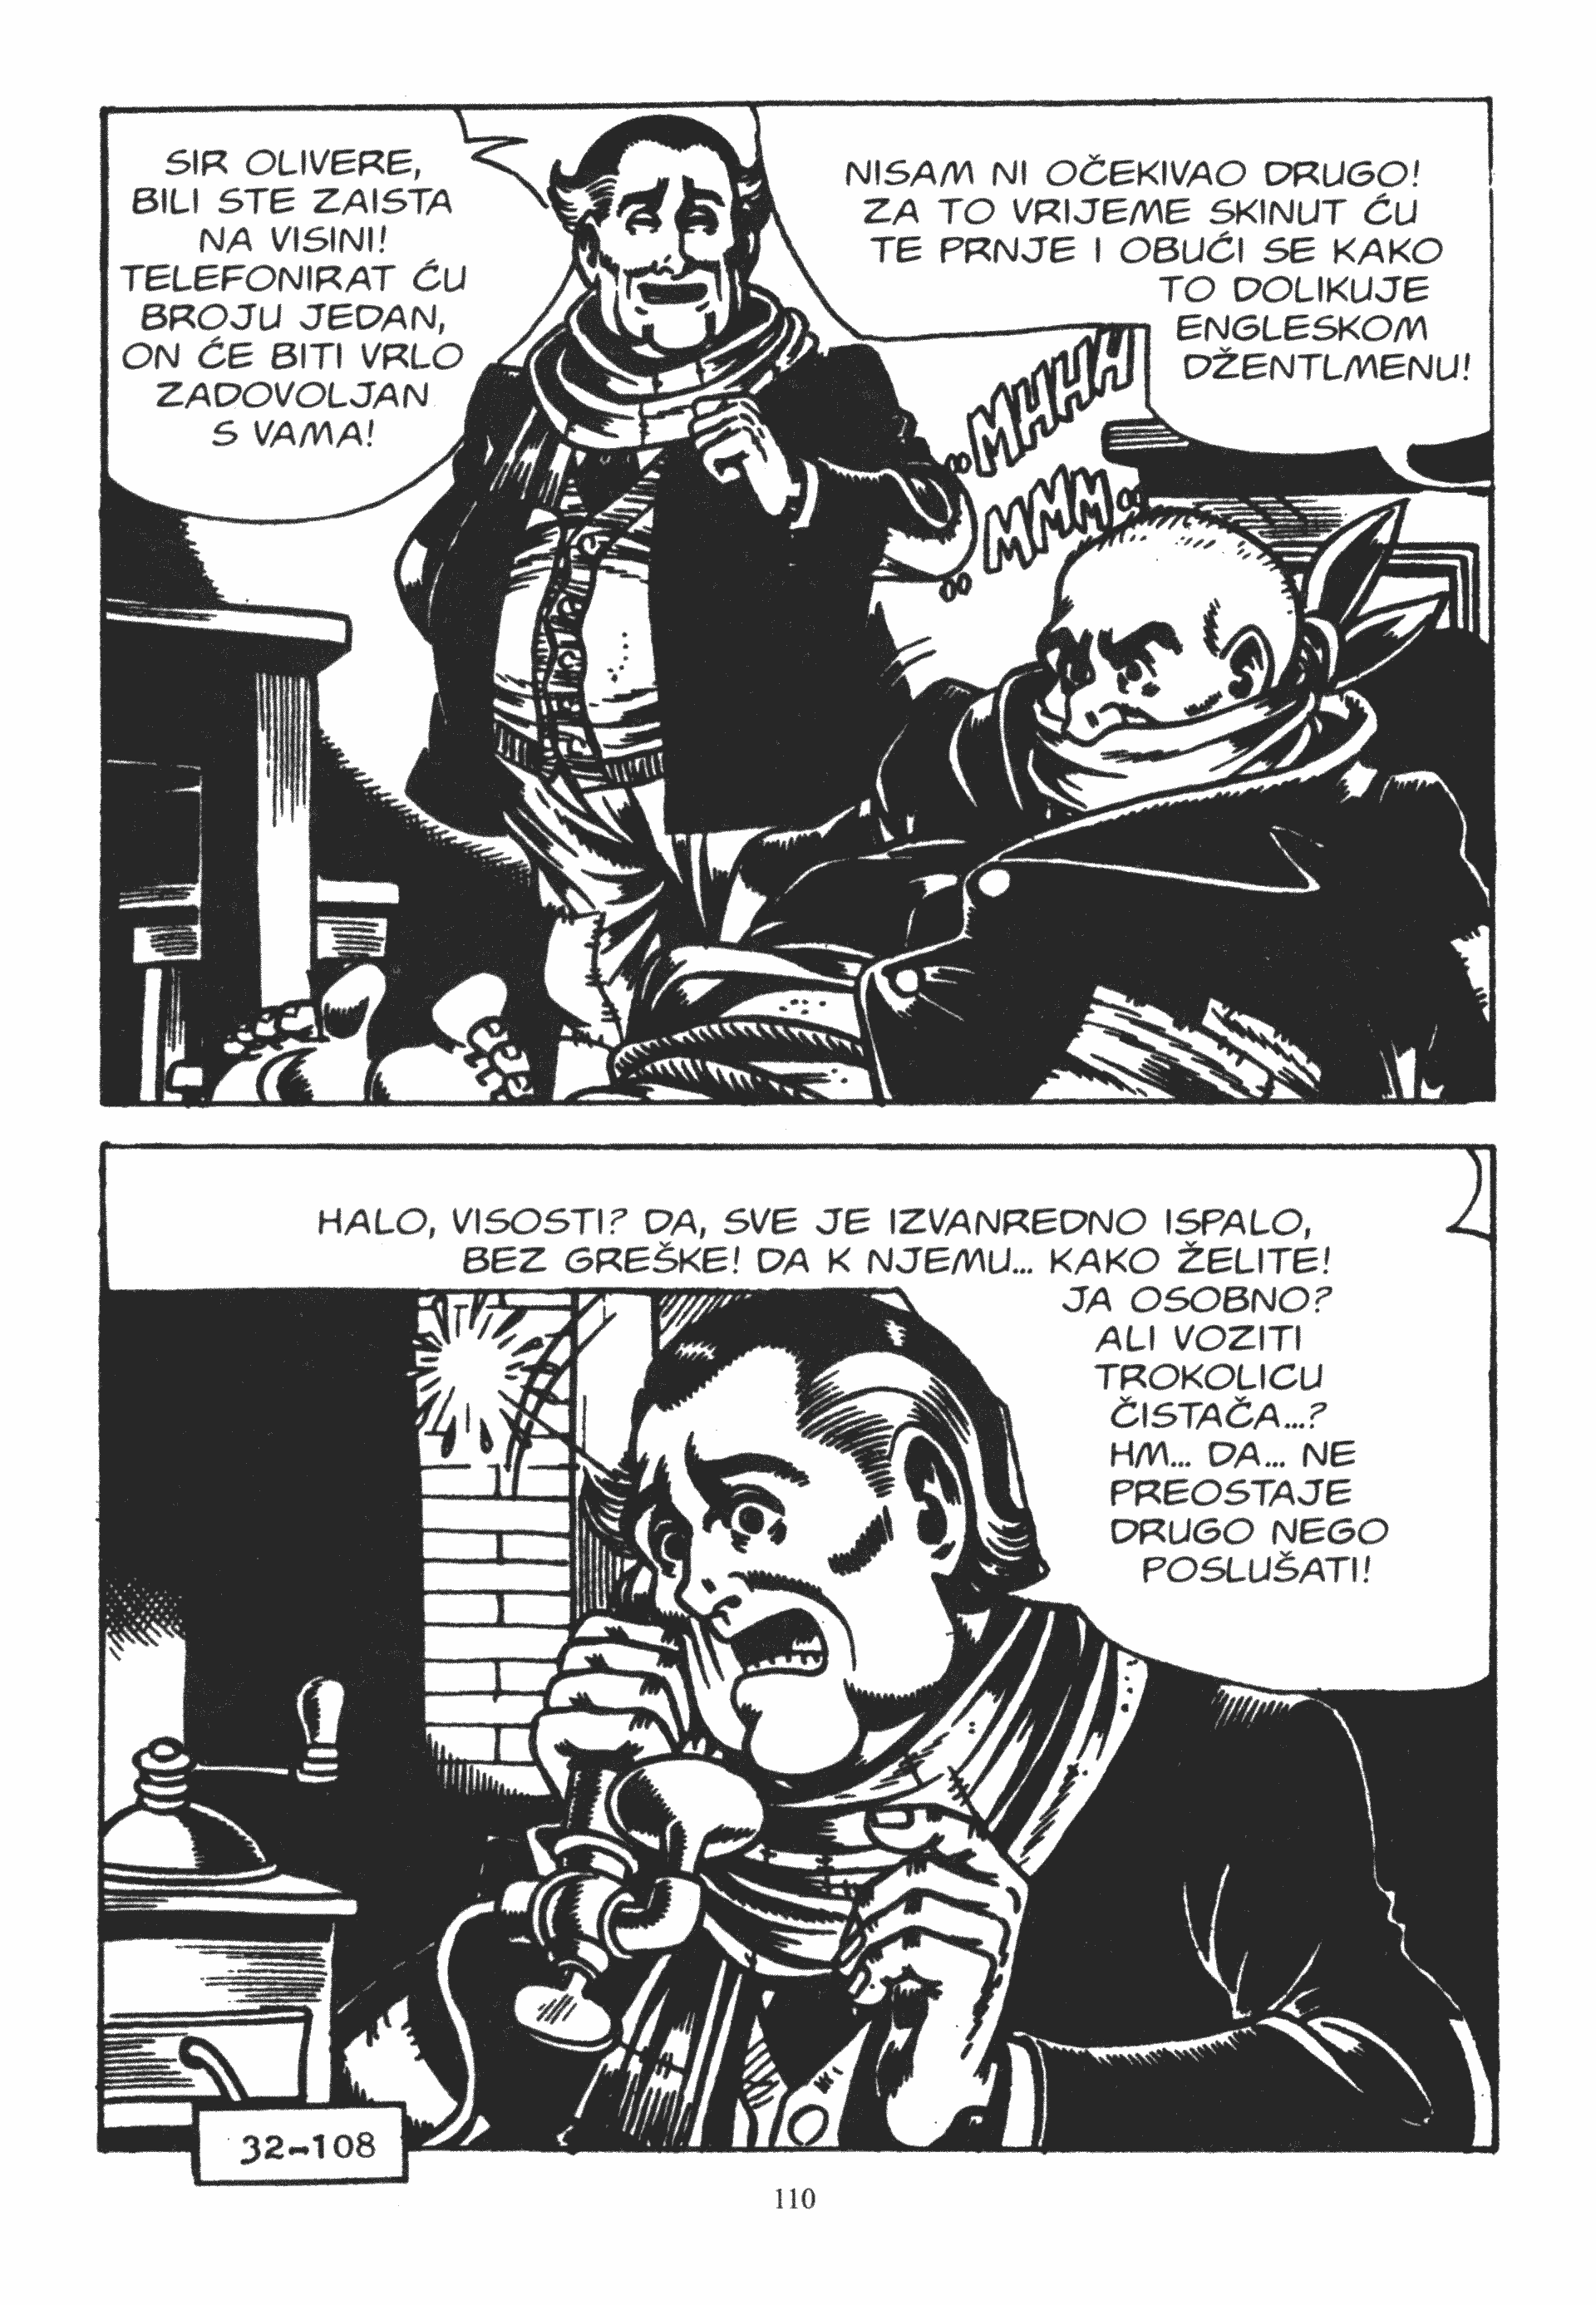 SIR OLIVERE,
BILI STE ZAISTA
NA VISINI!
TELEFONIRAT ĆU
BROJU JEDAN,
ON ĆE BITI VRLO
ZADOVOLJAN
S VAMA!
NISAM NI OČEKIVAO DRUGO!
ZA TO VRIJEME SKINUT ĆU
TE PRNJE I OBUĆI SE KAKO
TO DOLIKUJE
ENGLESKOM
DŽENTLMENU!
..MHHH
..MMM..
HALO, VISOSTI? DA, SVE JE IZVANREDNO ISPALO,
BEZ GREŠKE! DA K NJEMU... KAKO ŽELITE!
JA OSOBNO?
ALI VOZITI
TROKOLICU
ČISTAČA...?
HM... DA... NE
PREOSTAJE
DRUGO NEGO
POSLUŠATI!
32-108
110